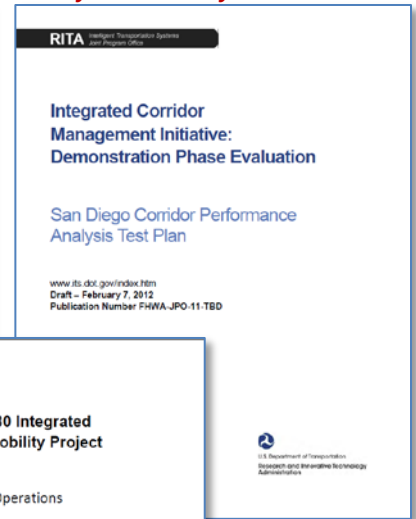 RITA Intelligent Transportation Systems
Joint Program Office
Integrated Corridor
Management Initiative:
Demonstration Phase Evaluation
San Diego Corridor Performance
Analysis Test Plan
www.its.dot.gov/index.htm
Draft – February 7, 2012
Publication Number FHWA-JPO-11-TBD
80 Integrated
obility Project
Operations
U.S. Department of Transportation
Research and Innovative Technology
Administration